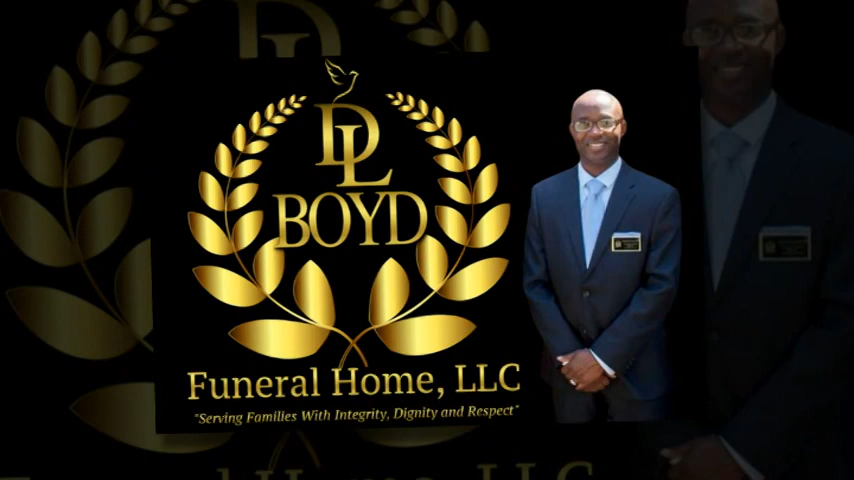 DL
BOYD
Funeral Home, LLC
"Serving Families With Integrity, Dignity and Respect"